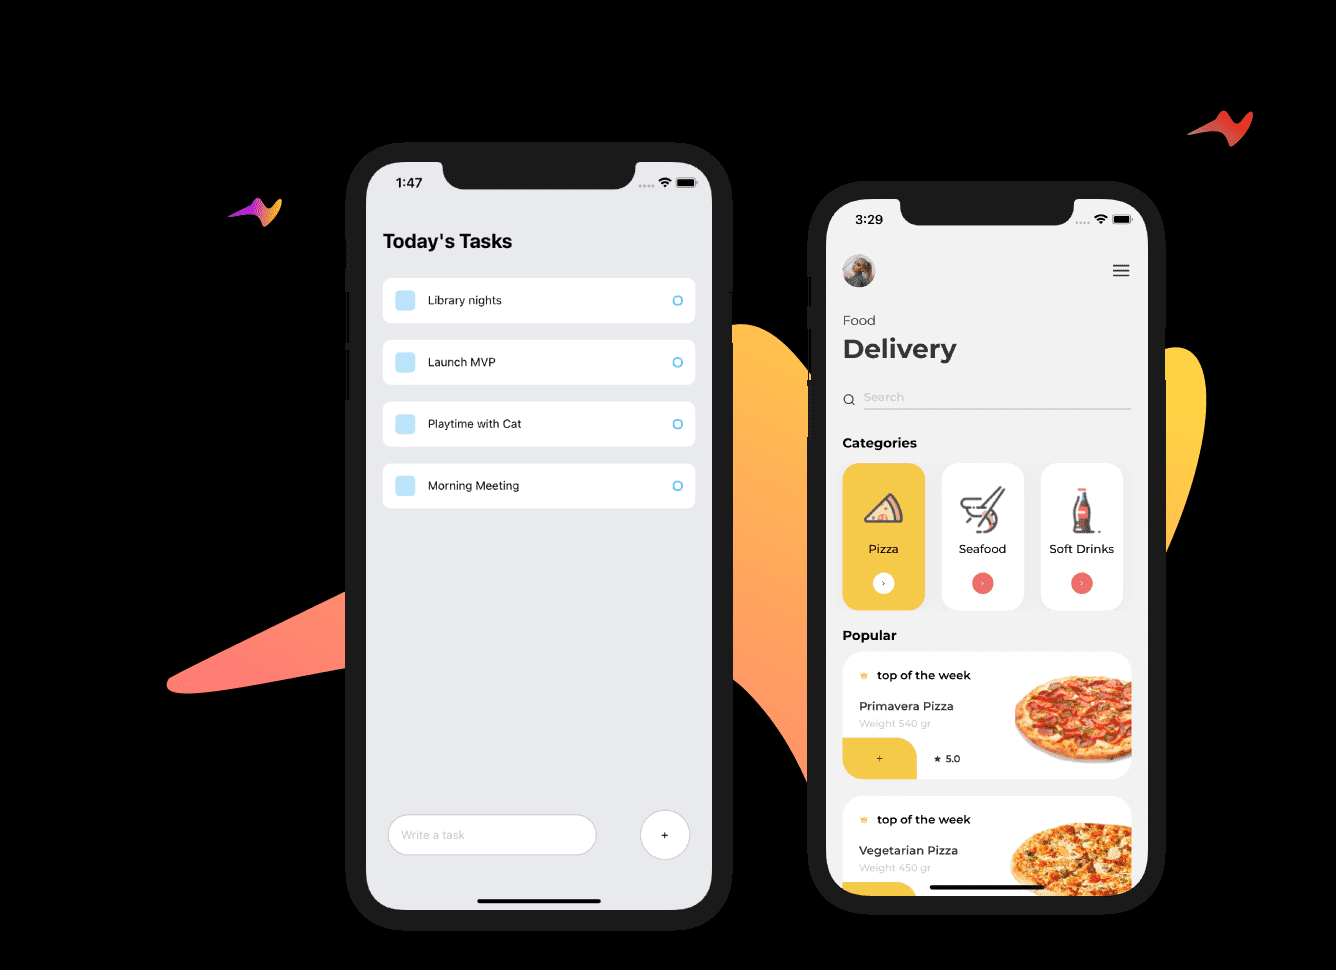 1:47
Today's Tasks
Library nights
Launch MVP
Playtime with Cat
Morning Meeting
Write a task
+
3:29
Food
Delivery
Search
Categories
Pizza
Seafood
Soft Drinks
Popular
top of the week
Primavera Pizza
Weight 540 gr
+
5.0
top of the week
Vegetarian Pizza
Weight 450 gr